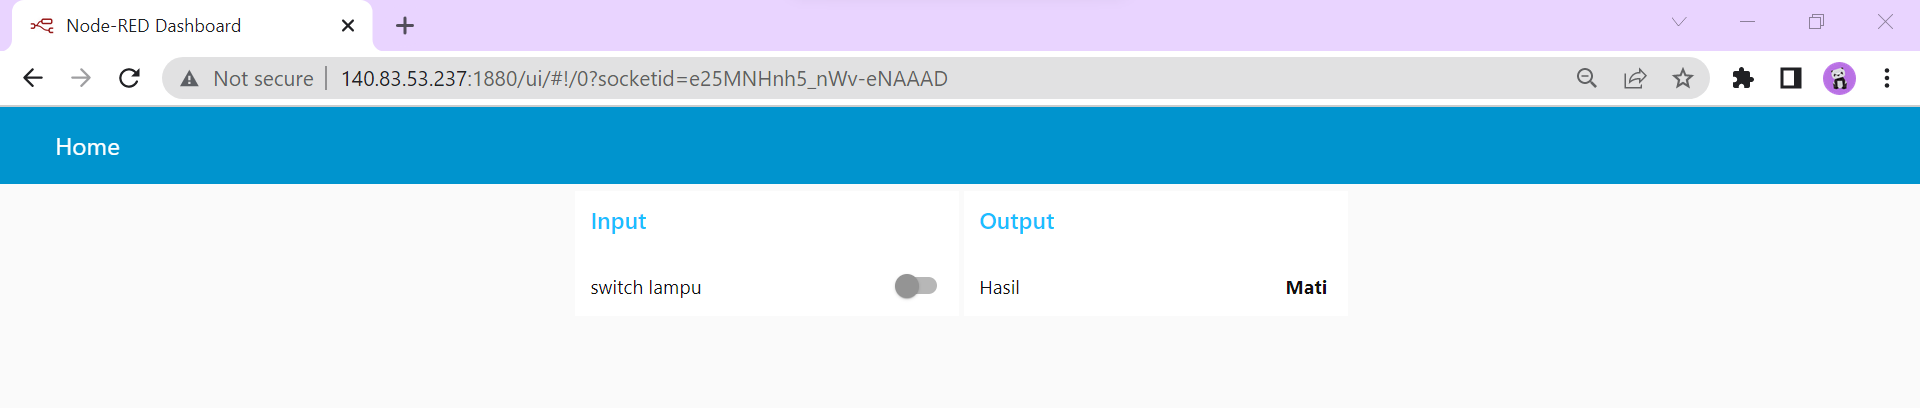 Node-RED Dashboard
Not secure
140.83.53.237:1880/ui/#!/0?socketid=e25MNHnh5_nWv-eNAAAD
Home
Input
switch lampu
Output
Hasil
Mati